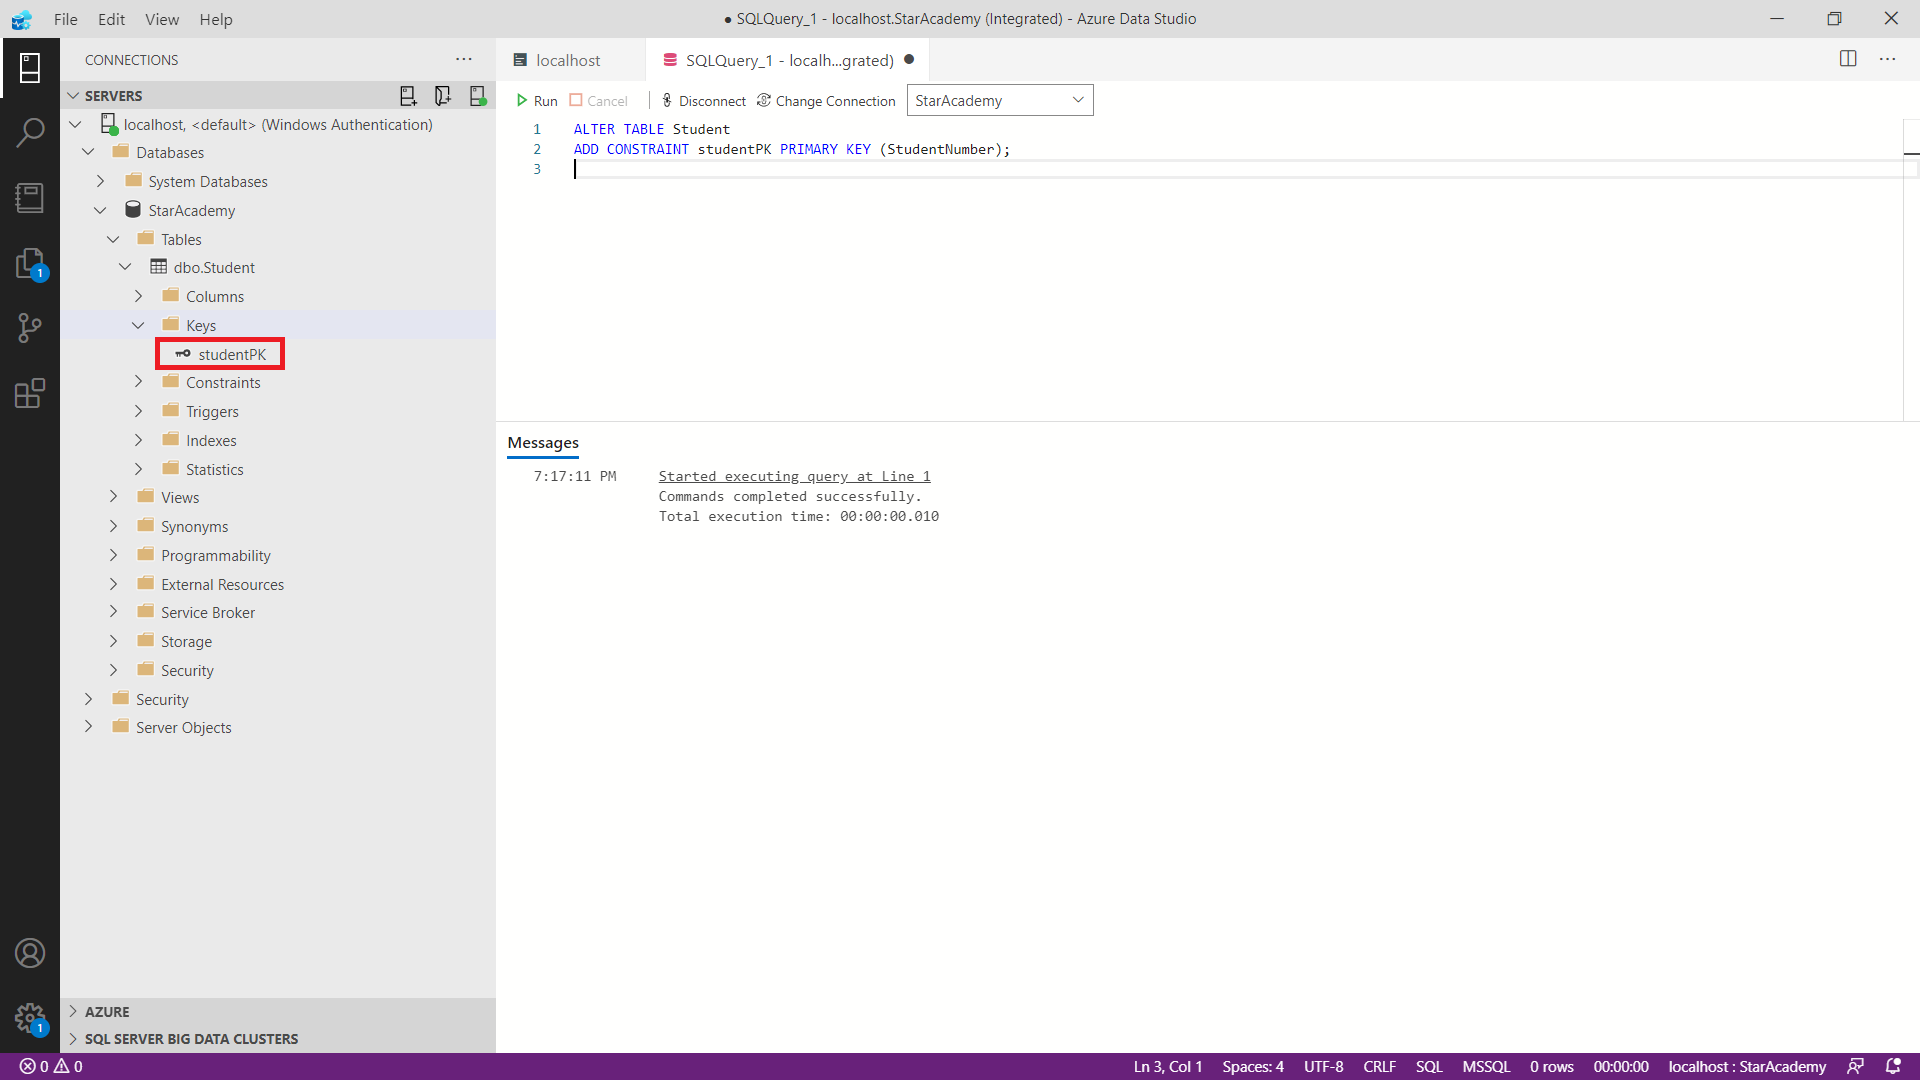 File Edit View Help
● SQLQuery_1 - localhost.StarAcademy (Integrated) - Azure Data Studio
CONNECTIONS
SERVERS
localhost, <default> (Windows Authentication)
Databases
System Databases
StarAcademy
Tables
dbo.Student
Columns
Keys
studentPK
Constraints
Triggers
Indexes
Statistics
Views
Synonyms
Programmability
External Resources
Service Broker
Storage
Security
Security
Server Objects
AZURE
SQL SERVER BIG DATA CLUSTERS
1
1
localhost
SQLQuery_1 - localh...grated) ●
Run Cancel Disconnect Change Connection StarAcademy
1 ALTER TABLE Student
2 ADD CONSTRAINT studentPK PRIMARY KEY (StudentNumber);
3
Messages
7:17:11 PM Started executing query at Line 1
Commands completed successfully.
Total execution time: 00:00:00.010
0 0 Ln 3, Col 1 Spaces: 4 UTF-8 CRLF SQL MSSQL 0 rows 00:00:00 localhost : StarAcademy